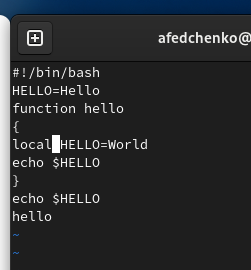 afedchenko@
#!/bin/bash
HELLO=Hello
function hello
{
local HELLO=World
echo $HELLO
}
echo $HELLO
hello
~
~